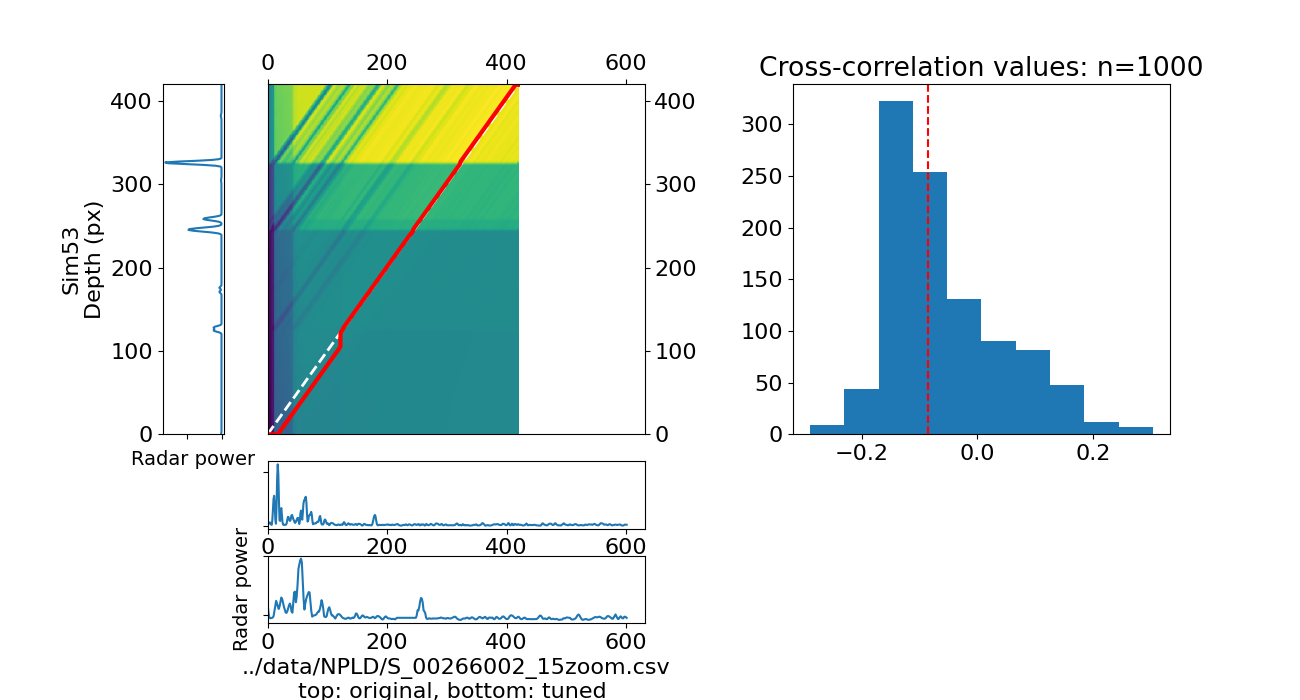 0 200 400 600
Cross-correlation values: n=1000
400
300
200
100
0
Sim53
Depth (px)
Radar power
400
300
200
100
0
300
250
200
150
100
50
0
−0.2 0.0 0.2
0 200 400 600
Radar power
0 200 400 600
../data/NPLD/S_00266002_15zoom.csv
top: original, bottom: tuned